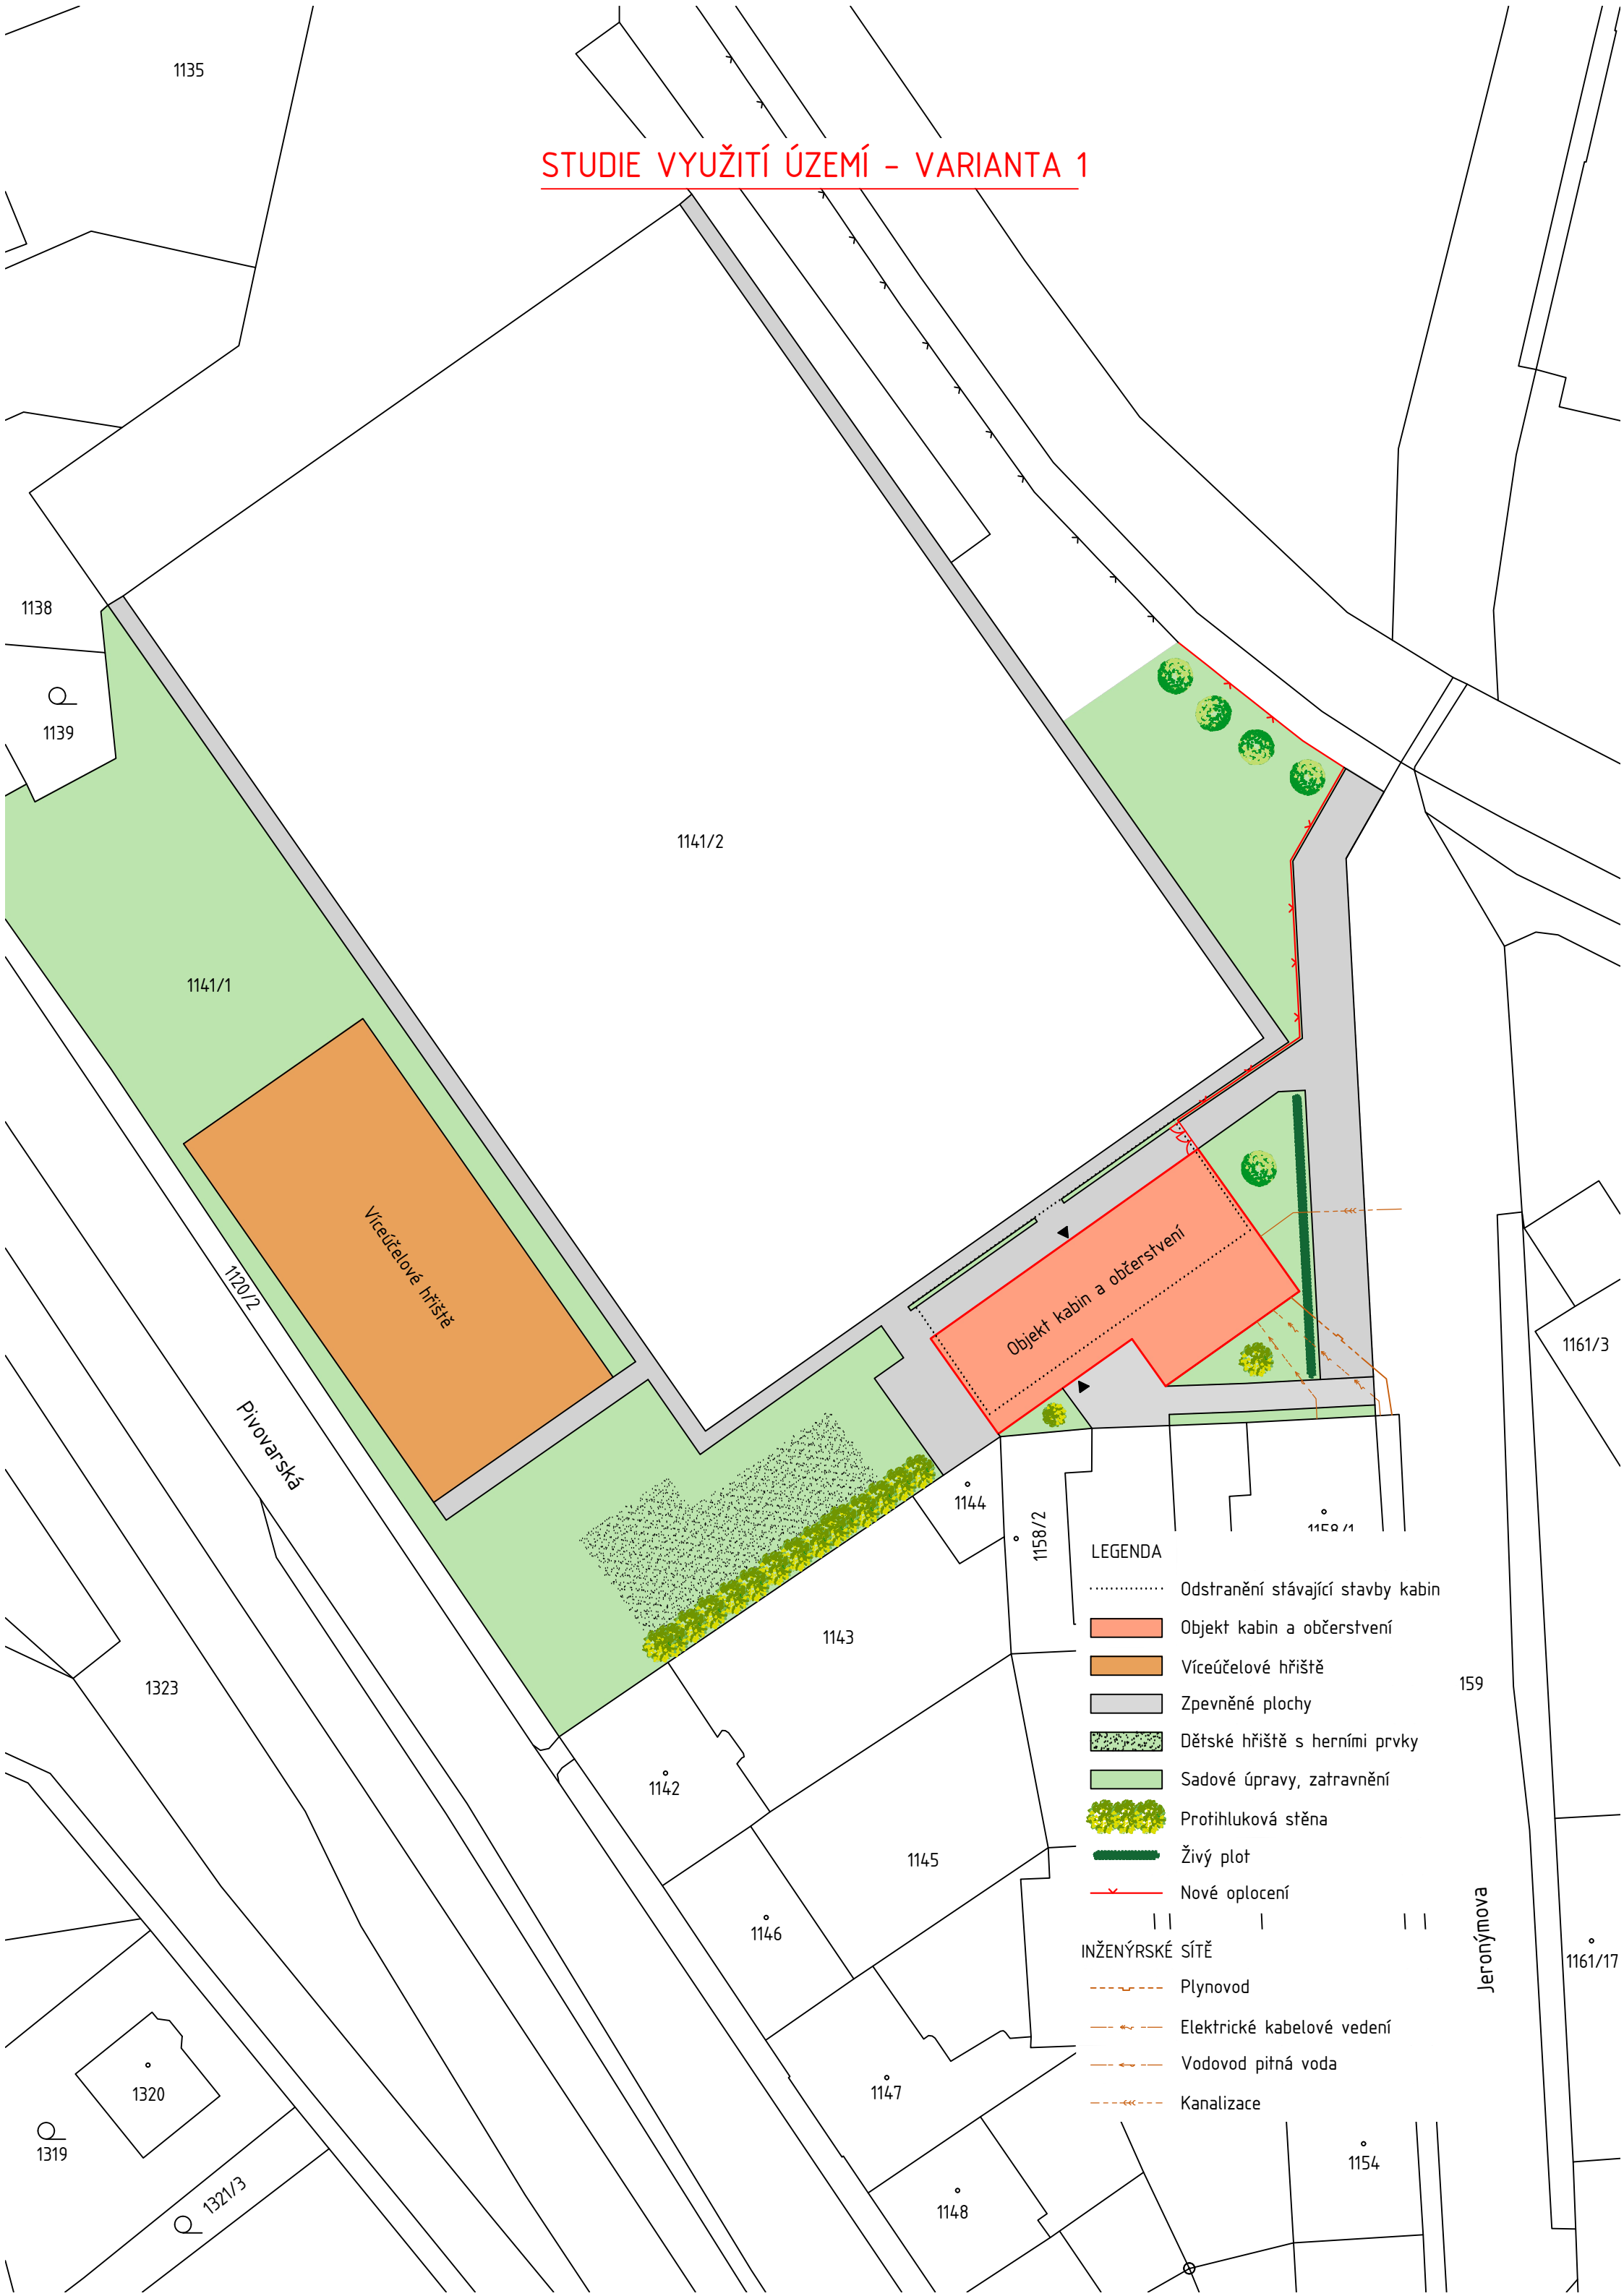 1135
STUDIE VYUŽITÍ ÚZEMÍ - VARIANTA 1
1138
1139
1141/2
1141/1
Víceúčelové hřiště
1120/2
Objekt kabin a občerstvení
1161/3
Pivovarská
1144
1158/2
1158/1
LEGENDA
Odstranění stávající stavby kabin
Objekt kabin a občerstvení
Víceúčelové hřiště
Zpevněné plochy
Dětské hřiště s herními prvky
Sadové úpravy, zatravnění
Protihluková stěna
Živý plot
Nové oplocení
INŽENÝRSKÉ SÍTĚ
Plynovod
Elektrické kabelové vedení
Vodovod pitná voda
Kanalizace
1143
1323
159
1142
1145
1146
Jeronýmova
1161/17
1147
1320
1319
1321/3
1148
1154